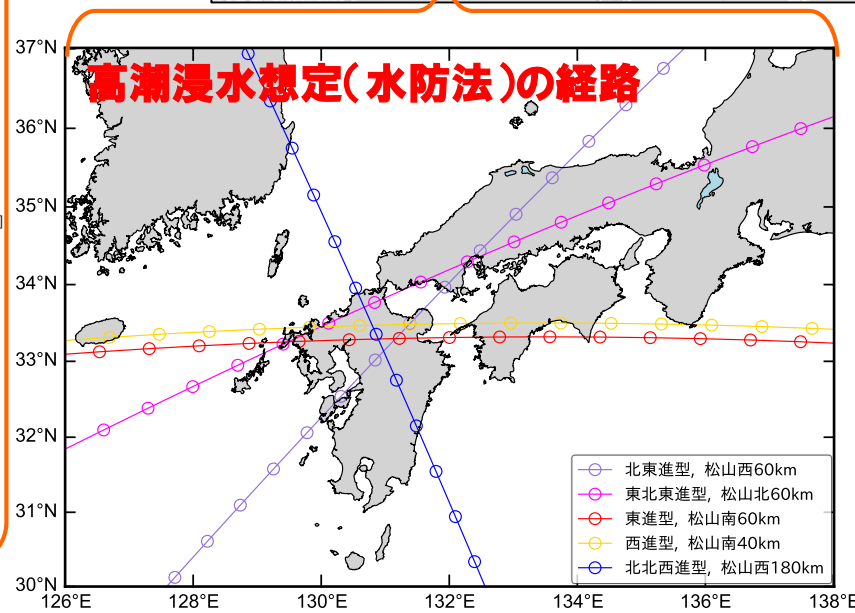 高潮浸水想定(水防法)の経路
37°N
36°N
35°N
34°N
33°N
32°N
31°N
30°N
126°E 128°E 130°E 132°E 134°E 136°E 138°E
北東進型, 松山西60km
東北東進型, 松山北60km
東進型, 松山南60km
西進型, 松山南40km
北北西進型, 松山西180km